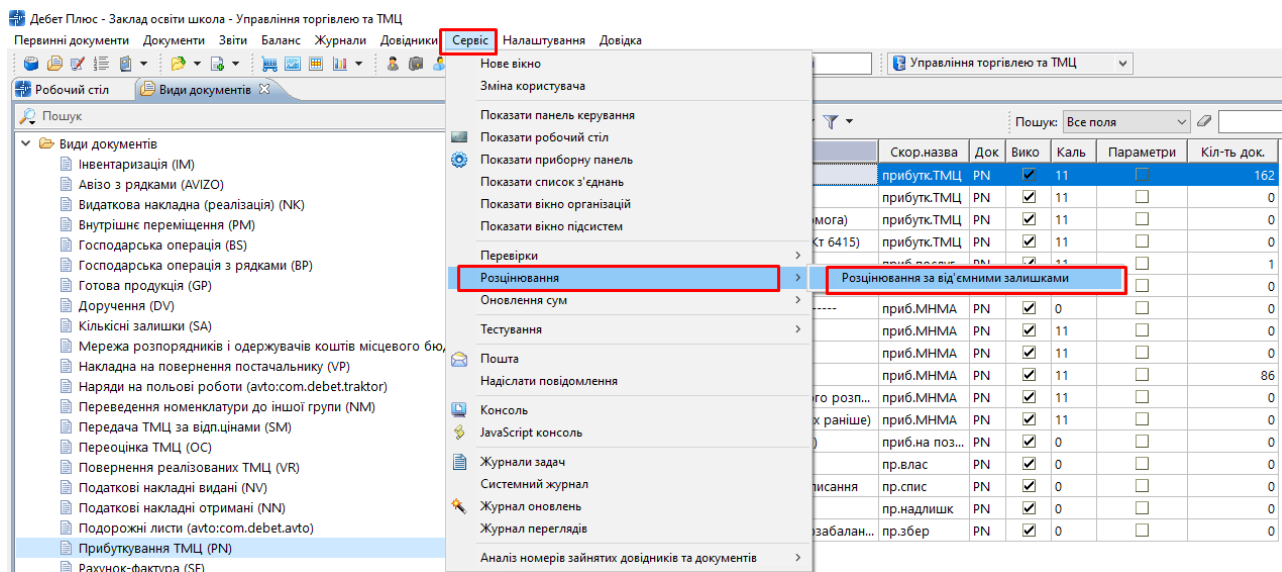 Дебет Плюс - Заклад освіти школа - Управління торгівлею та ТМЦ
Первинні документи Документи Звіти Баланс Журнали Довідники Сервіс Налаштування Довідка
Управління торгівлею та ТМЦ
Робочий стіл Види документів
Пошук
Пошук: Все поля
Види документів
Інвентаризація (IM)
Авізо з рядками (AVIZO)
Видаткова накладна (реалізація) (NK)
Внутрішнє переміщення (PM)
Господарська операція (BS)
Господарська операція з рядками (BP)
Готова продукція (GP)
Доручення (DV)
Кількісні залишки (SA)
Мережа розпорядників і одержувачів коштів місцевого бю
Накладна на повернення постачальнику (VP)
Наряди на польові роботи (avto:com.debet.traktor)
Переведення номенклатури до іншої групи (NM)
Передача ТМЦ за відп.цінами (SM)
Переоцінка ТМЦ (OC)
Повернення реалізованих ТМЦ (VR)
Податкові накладні видані (NV)
Податкові накладні отримані (NN)
Подорожні листи (avto:com.debet.avto)
Прибуткування ТМЦ (PN)
Рахунок-фактура (SF)
Нове вікно
Зміна користувача
Показати панель керування
Показати робочий стіл
Показати приборну панель
Показати список з'єднань
Показати вікно організацій
Показати вікно підсистем
Перевірки
Розцінювання
Оновлення сум
Тестування
Пошта
Надіслати повідомлення
Консоль
JavaScript консоль
Журнали задач
Системний журнал
Журнал оновлень
Журнал переглядів
Аналіз номерів зайнятих довідників та документів
Розцінювання за від'ємними залишками
Скор.назва Док Вико Каль Параметри Кіл-ть док.
прибутк.ТМЦ PN 11 162
прибутк.ТМЦ PN 11 0
мога) прибутк.ТМЦ PN 11 0
Кт 6415) прибутк.ТМЦ PN 11 0
1
0
----- приб.МНМА PN 0 0
приб.МНМА PN 11 0
приб.МНМА PN 11 0
приб.МНМА PN 11 86
го розп... приб.МНМА PN 11 0
х раніше) приб.МНМА PN 11 0
) приб.на поз... PN 0 0
пр.влас PN 0 0
писання пр.спис PN 0 0
пр.надлишк PN 0 0
озабалан... пр.збер PN 0 0